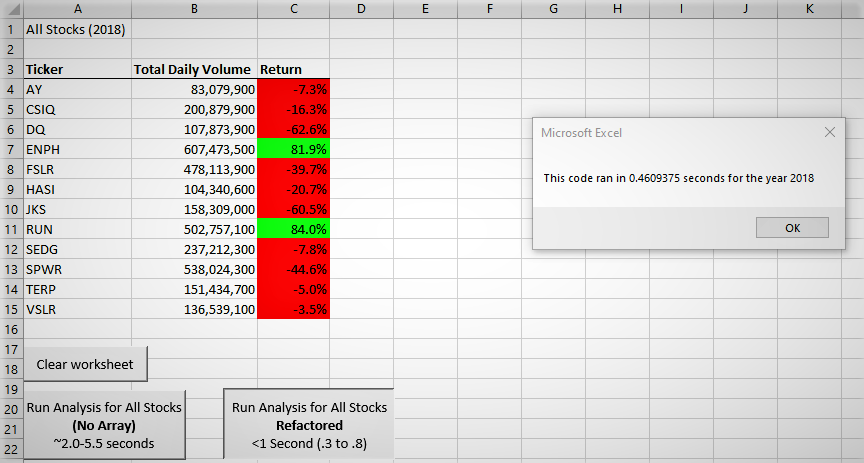 A B C D E F G H I J K
1 All Stocks (2018)
2
3 Ticker Total Daily Volume Return
4 AY 83,079,900 -7.3%
5 CSIQ 200,879,900 -16.3%
6 DQ 107,873,900 -62.6%
7 ENPH 607,473,500 81.9%
8 FSLR 478,113,900 -39.7%
9 HASI 104,340,600 -20.7%
10 JKS 158,309,000 -60.5%
11 RUN 502,757,100 84.0%
12 SEDG 237,212,300 -7.8%
13 SPWR 538,024,300 -44.6%
14 TERP 151,434,700 -5.0%
15 VSLR 136,539,100 -3.5%
16
17
18
19
20
21
22
Clear worksheet
Run Analysis for All Stocks
(No Array)
~2.0-5.5 seconds
Run Analysis for All Stocks
Refactored
<1 Second (.3 to .8)
Microsoft Excel
This code ran in 0.4609375 seconds for the year 2018
OK